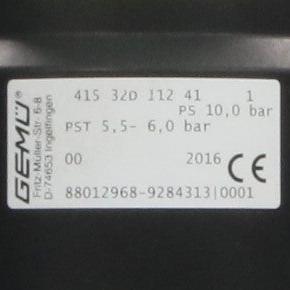 GEMÜ®
Fritz-Müller-Str. 6-8
D-74653 Ingelfingen
415 32D 112 41 1
PS 10,0 bar
PST 5,5- 6,0 bar
00 2016 CE
88012968-9284313|0001